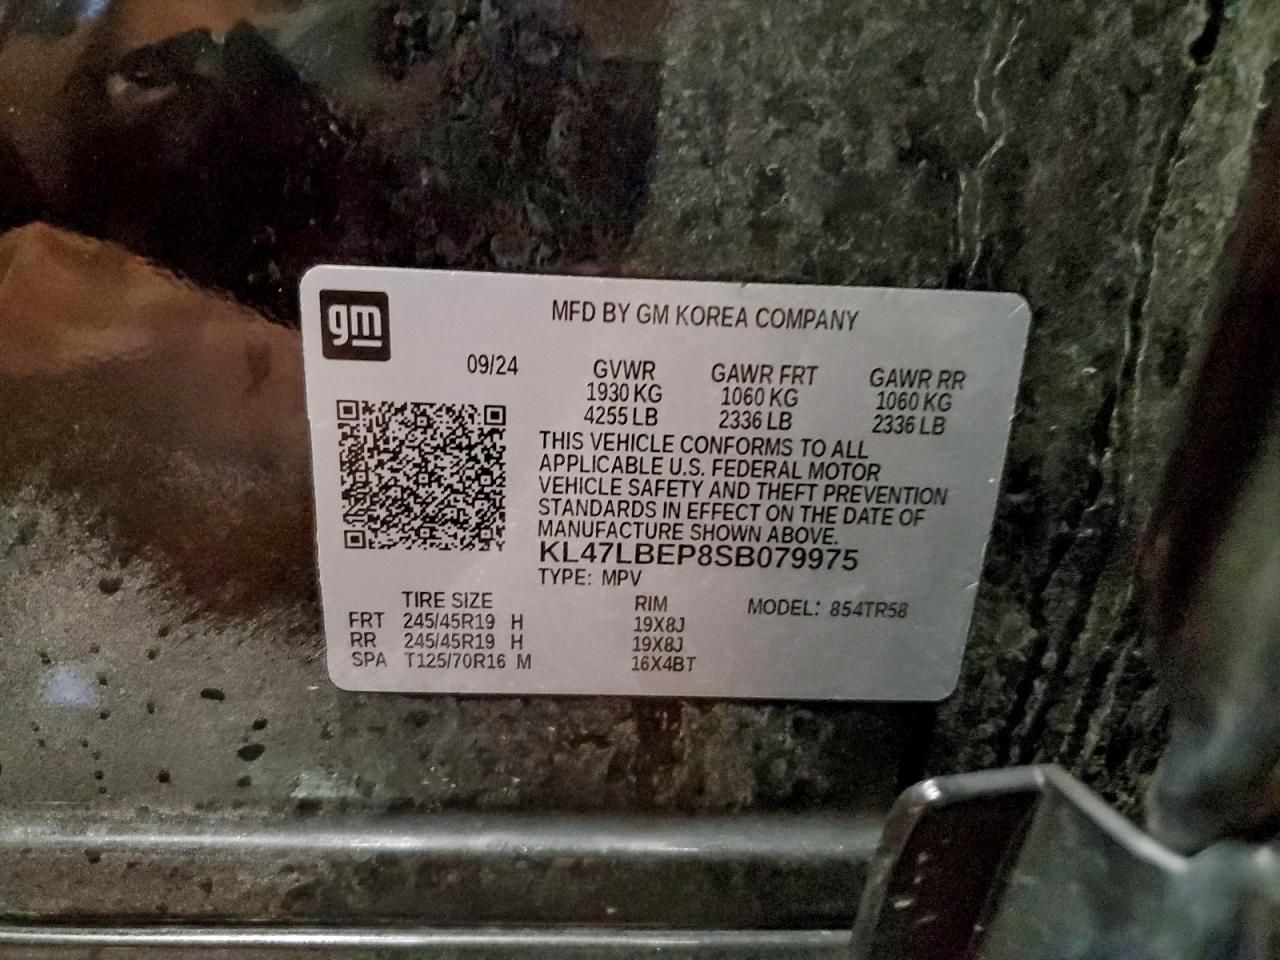 gm
MFD BY GM KOREA COMPANY
09/24 GVWR GAWR FRT GAWR RR
1930 KG 1060 KG 1060 KG
4255 LB 2336 LB 2336 LB
THIS VEHICLE CONFORMS TO ALL
APPLICABLE U.S. FEDERAL MOTOR
VEHICLE SAFETY AND THEFT PREVENTION
STANDARDS IN EFFECT ON THE DATE OF
MANUFACTURE SHOWN ABOVE.
KL47LBEP8SB079975
TYPE: MPV
TIRE SIZE RIM MODEL: 854TR58
FRT 245/45R19 H 19X8J
RR 245/45R19 H 19X8J
SPA T125/70R16 M 16X4BT